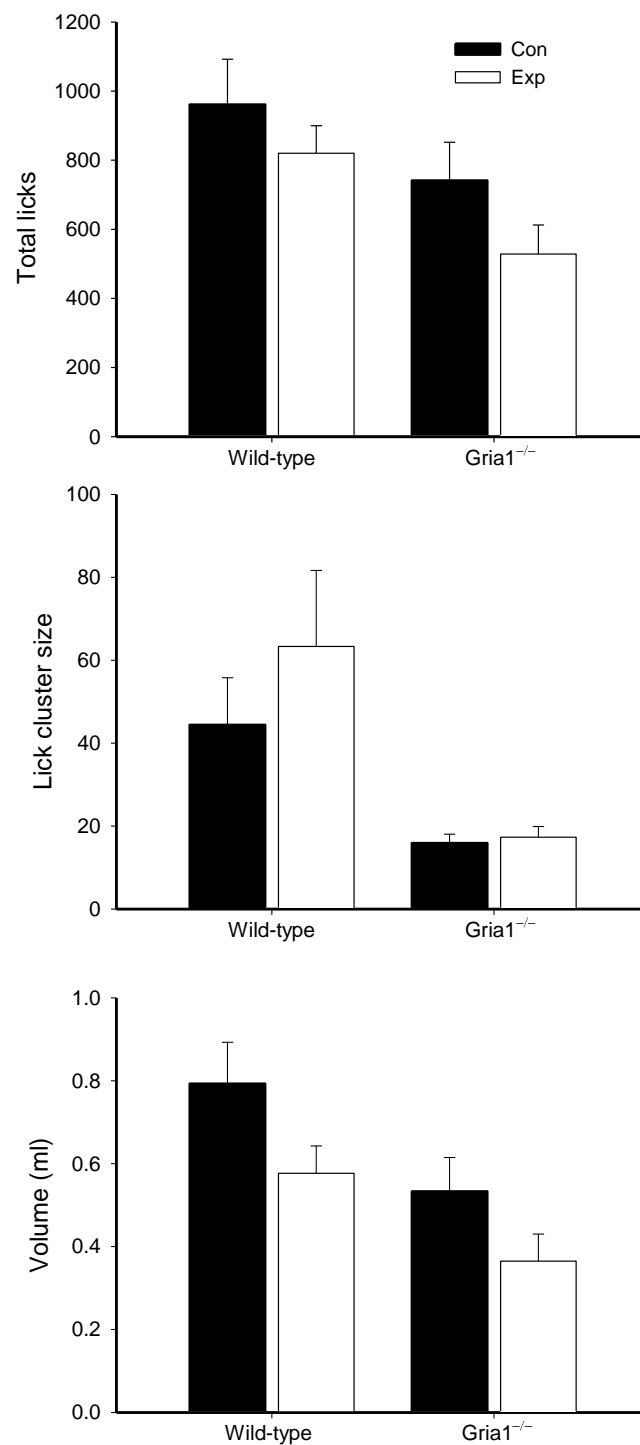 Total licks
1200
1000
800
600
400
200
0
Con
Exp
Wild-type
Gria1⁻/⁻
Lick cluster size
100
80
60
40
20
0
Wild-type
Gria1⁻/⁻
Volume (ml)
1.0
0.8
0.6
0.4
0.2
0.0
Wild-type
Gria1⁻/⁻